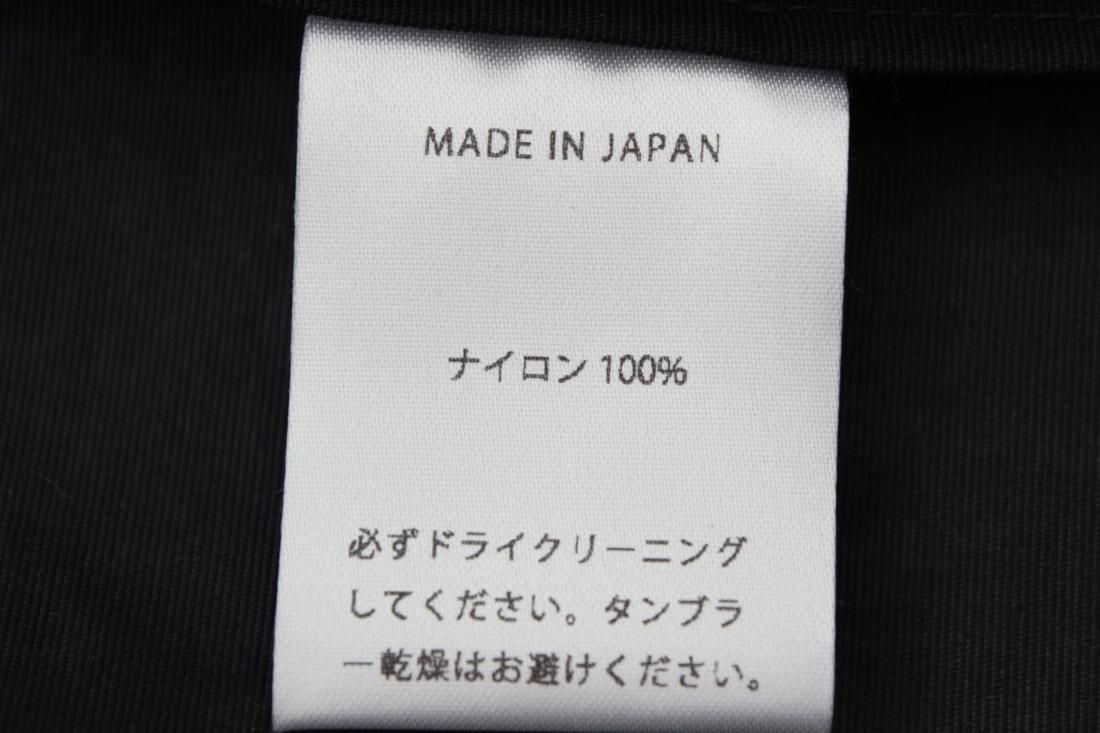 MADE IN JAPAN
ナイロン 100%
必ずドライクリーニング
してください。タンブラ
ー乾燥はお避けください。